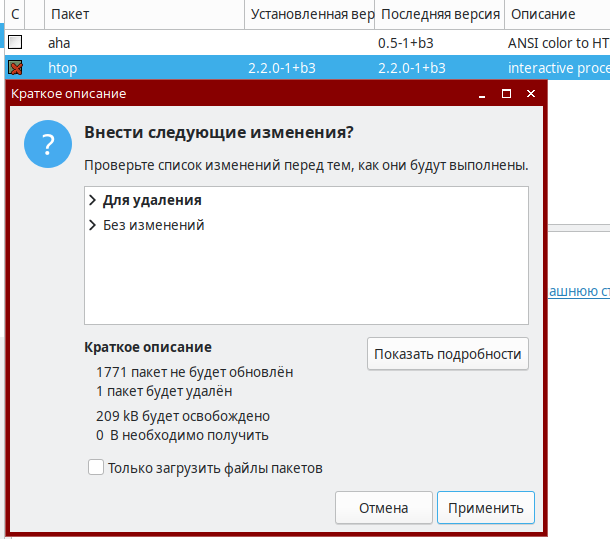 С Пакет Установленная вер Последняя версия Описание
aha 0.5-1+b3 ANSI color to HT
htop 2.2.0-1+b3 2.2.0-1+b3 interactive proce
Краткое описание
?
Внести следующие изменения?
Проверьте список изменений перед тем, как они будут выполнены.
Для удаления
Без изменений
ашнюю ст
Краткое описание
Показать подробности
1771 пакет не будет обновлён
1 пакет будет удалён
209 kB будет освобождено
0 B необходимо получить
Только загрузить файлы пакетов
Отмена Применить